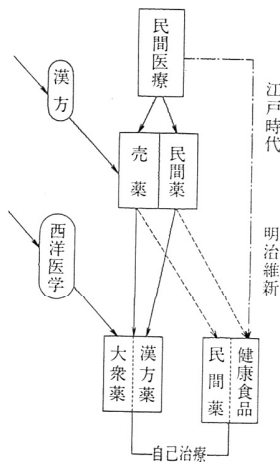 民間医療
漢方
江戸時代
民間薬
売薬
西洋医学
明治維新
漢方薬
大衆薬
健康食品
民間薬
自己治療